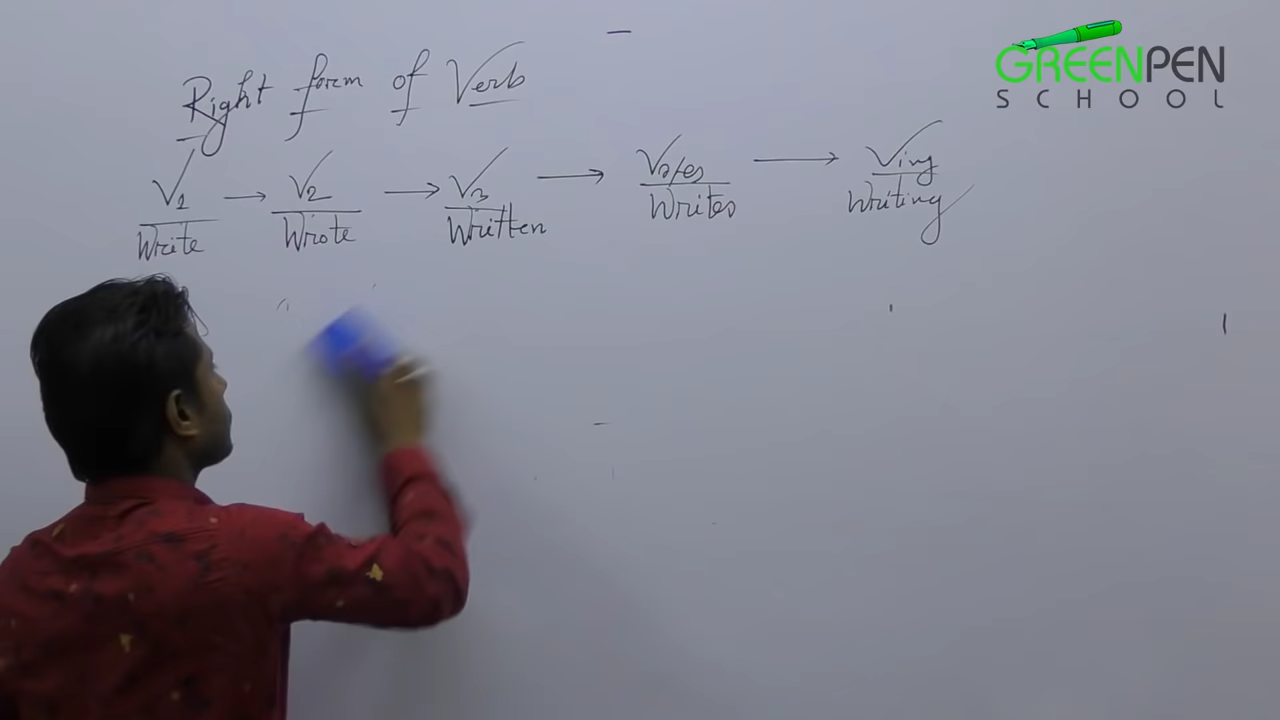 GREENPEN
SCHOOL
Right form of Verb
V1 → V2 → V3 → Vs/es → Ving
Write Wrote Written Writes Writing